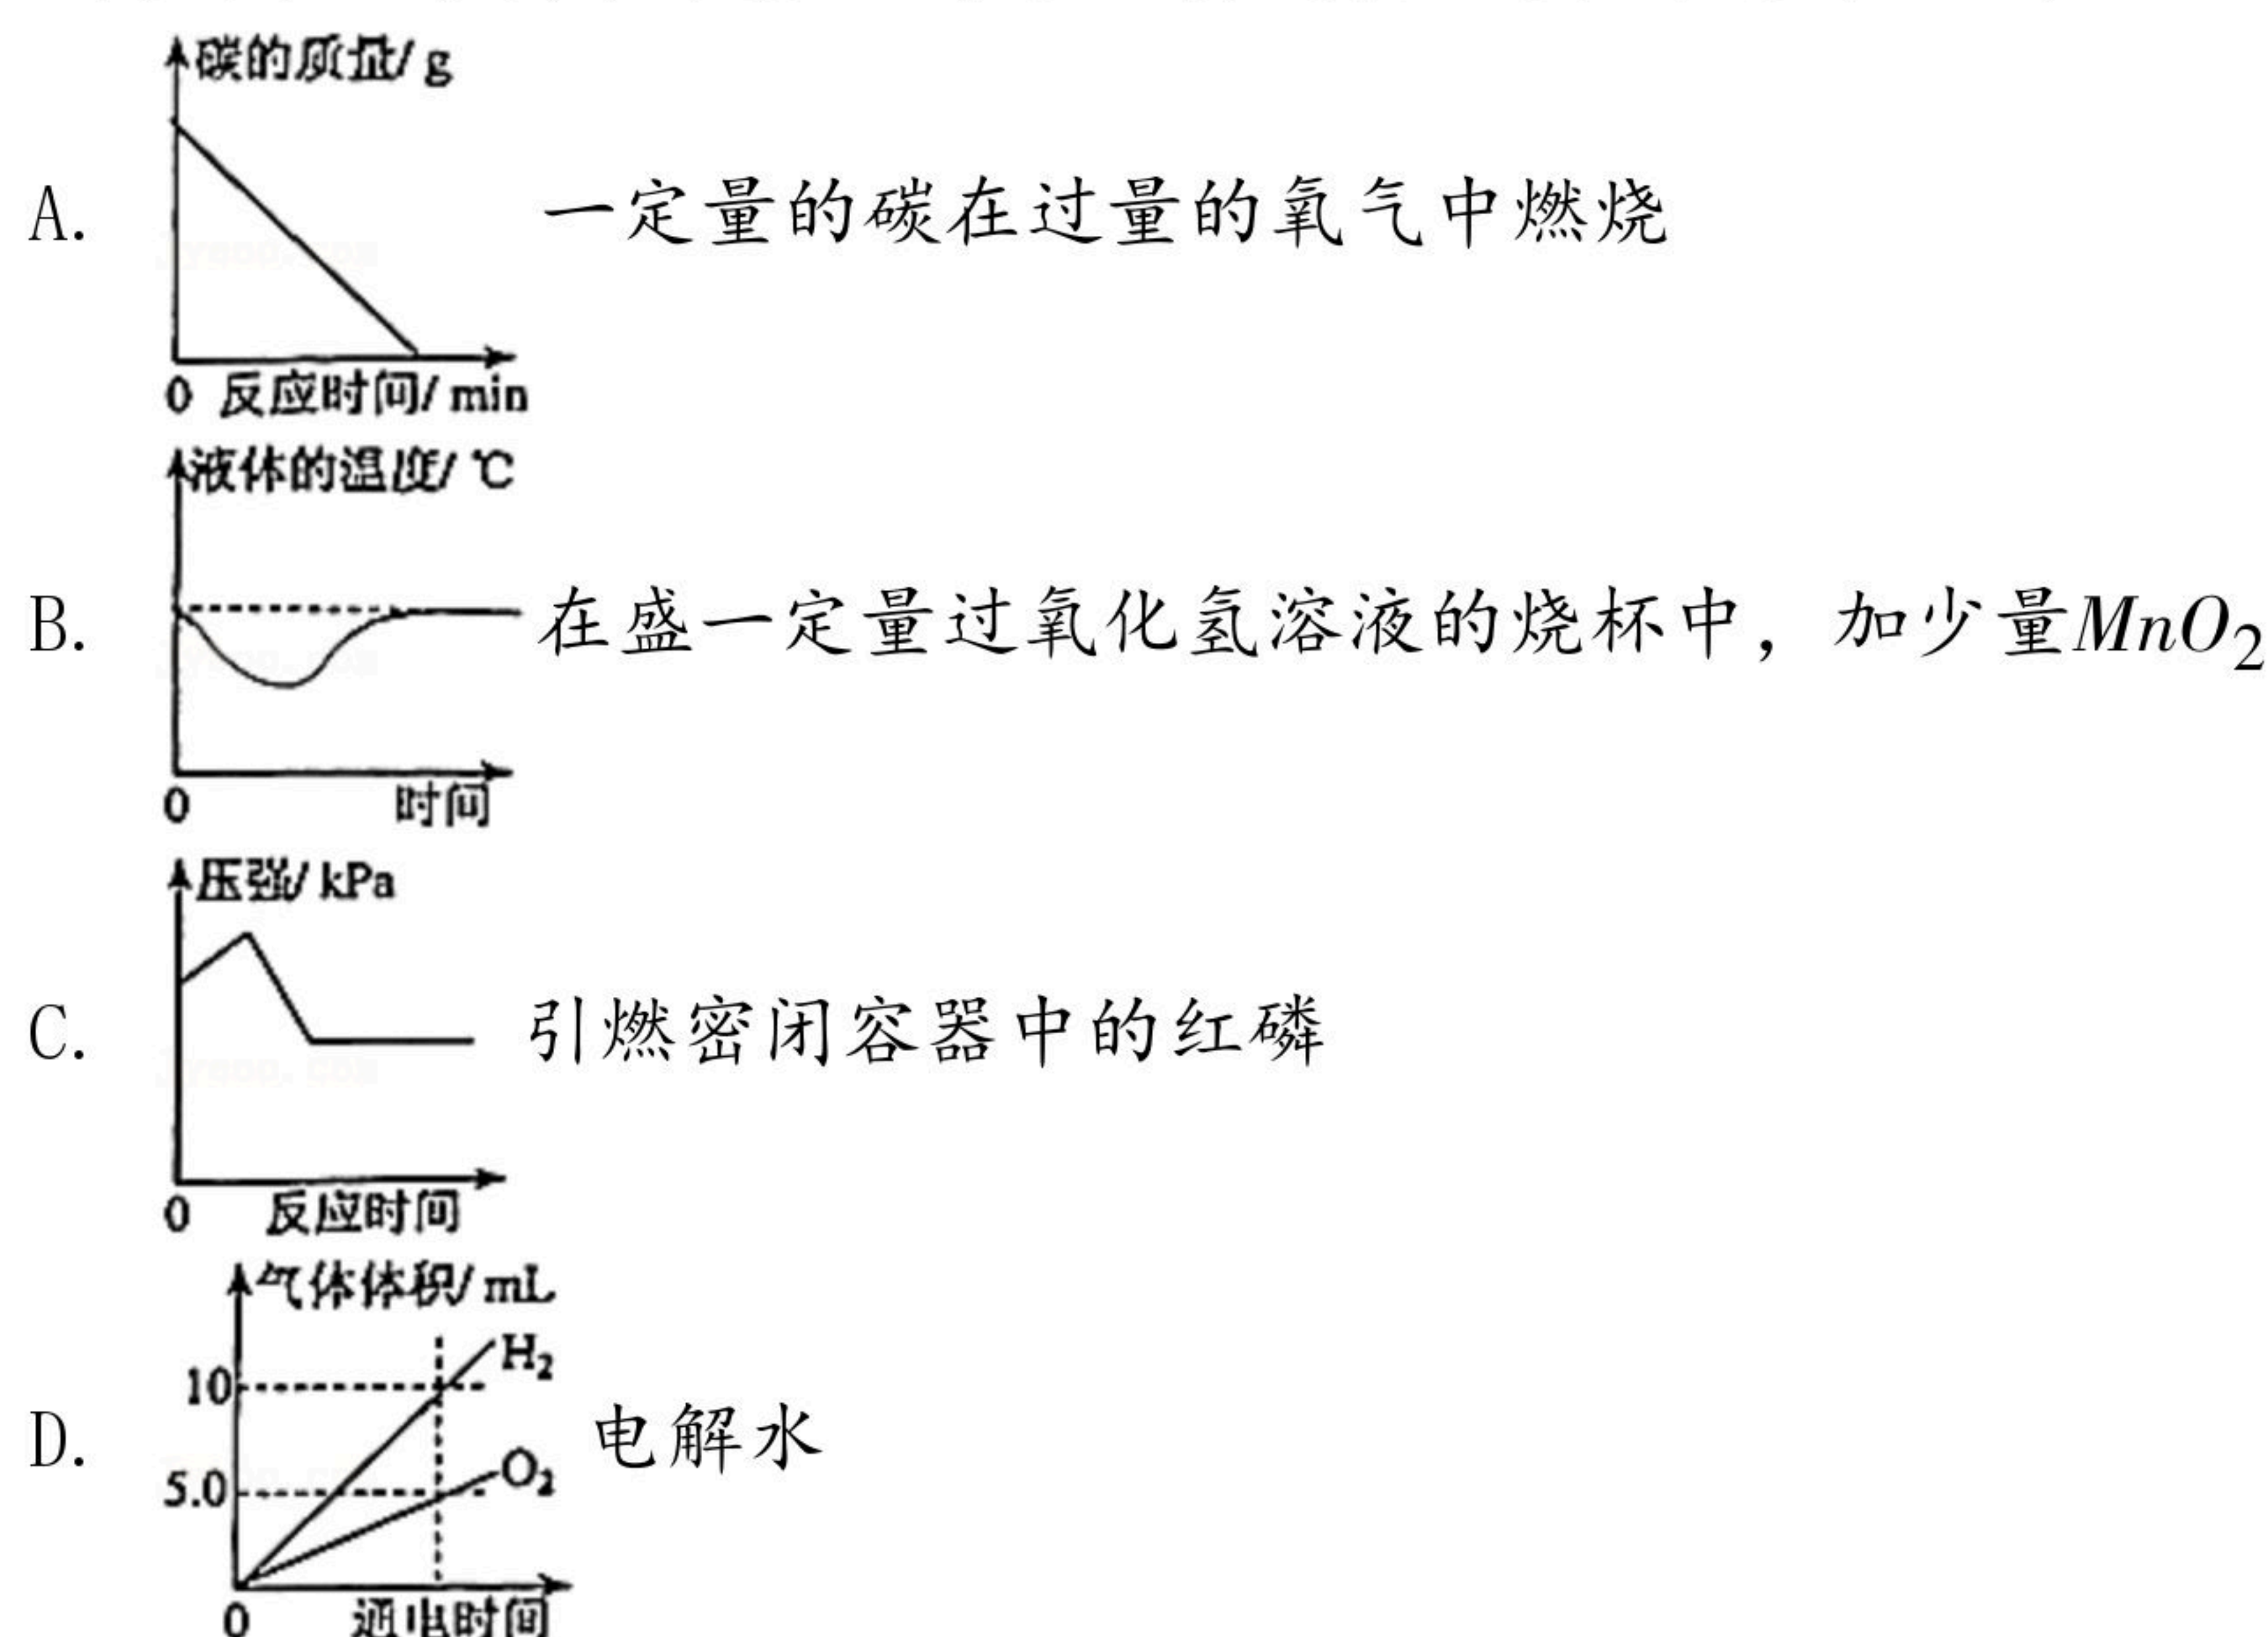 碳的质量/ g
A.
一定量的碳在过量的氧气中燃烧
0 反应时间/ min
液体的温度/ ℃
B.
在盛一定量过氧化氢溶液的烧杯中，加少量MnO₂
0 时间
压强/ kPa
C.
引燃密闭容器中的红磷
0 反应时间
气体体积/ mL
H₂
10
D.
电解水
O₂
5.0
0 通电时间